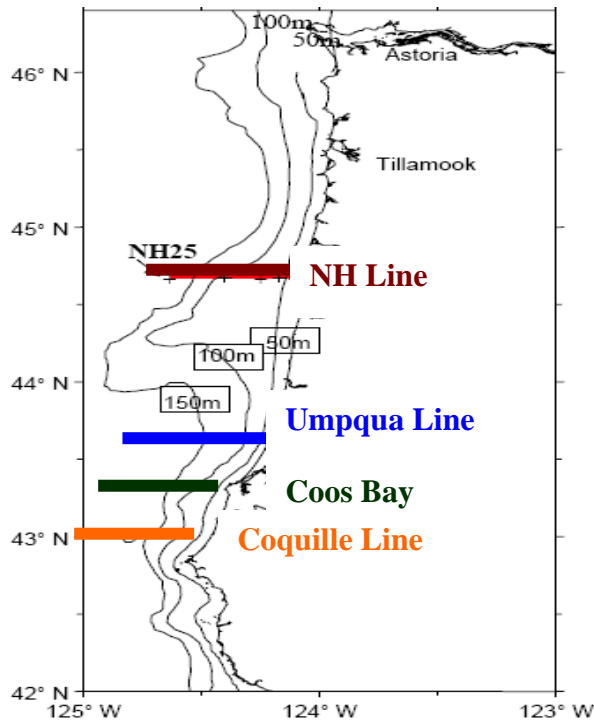 100m
50m
46° N
Astoria
Tillamook
45° N
NH25
NH Line
50m
100m
44° N
150m
Umpqua Line
Coos Bay
43° N
Coquille Line
42° N
125° W
124° W
123° W